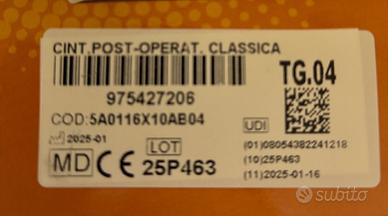 CINT.POST-OPERAT. CLASSICA
TG.04
975427206
COD:5A0116X10AB04
2025-01
LOT
UDI
MD CE 25P463
(01)08054382241218
(10)25P463
(11)2025-01-16
subito